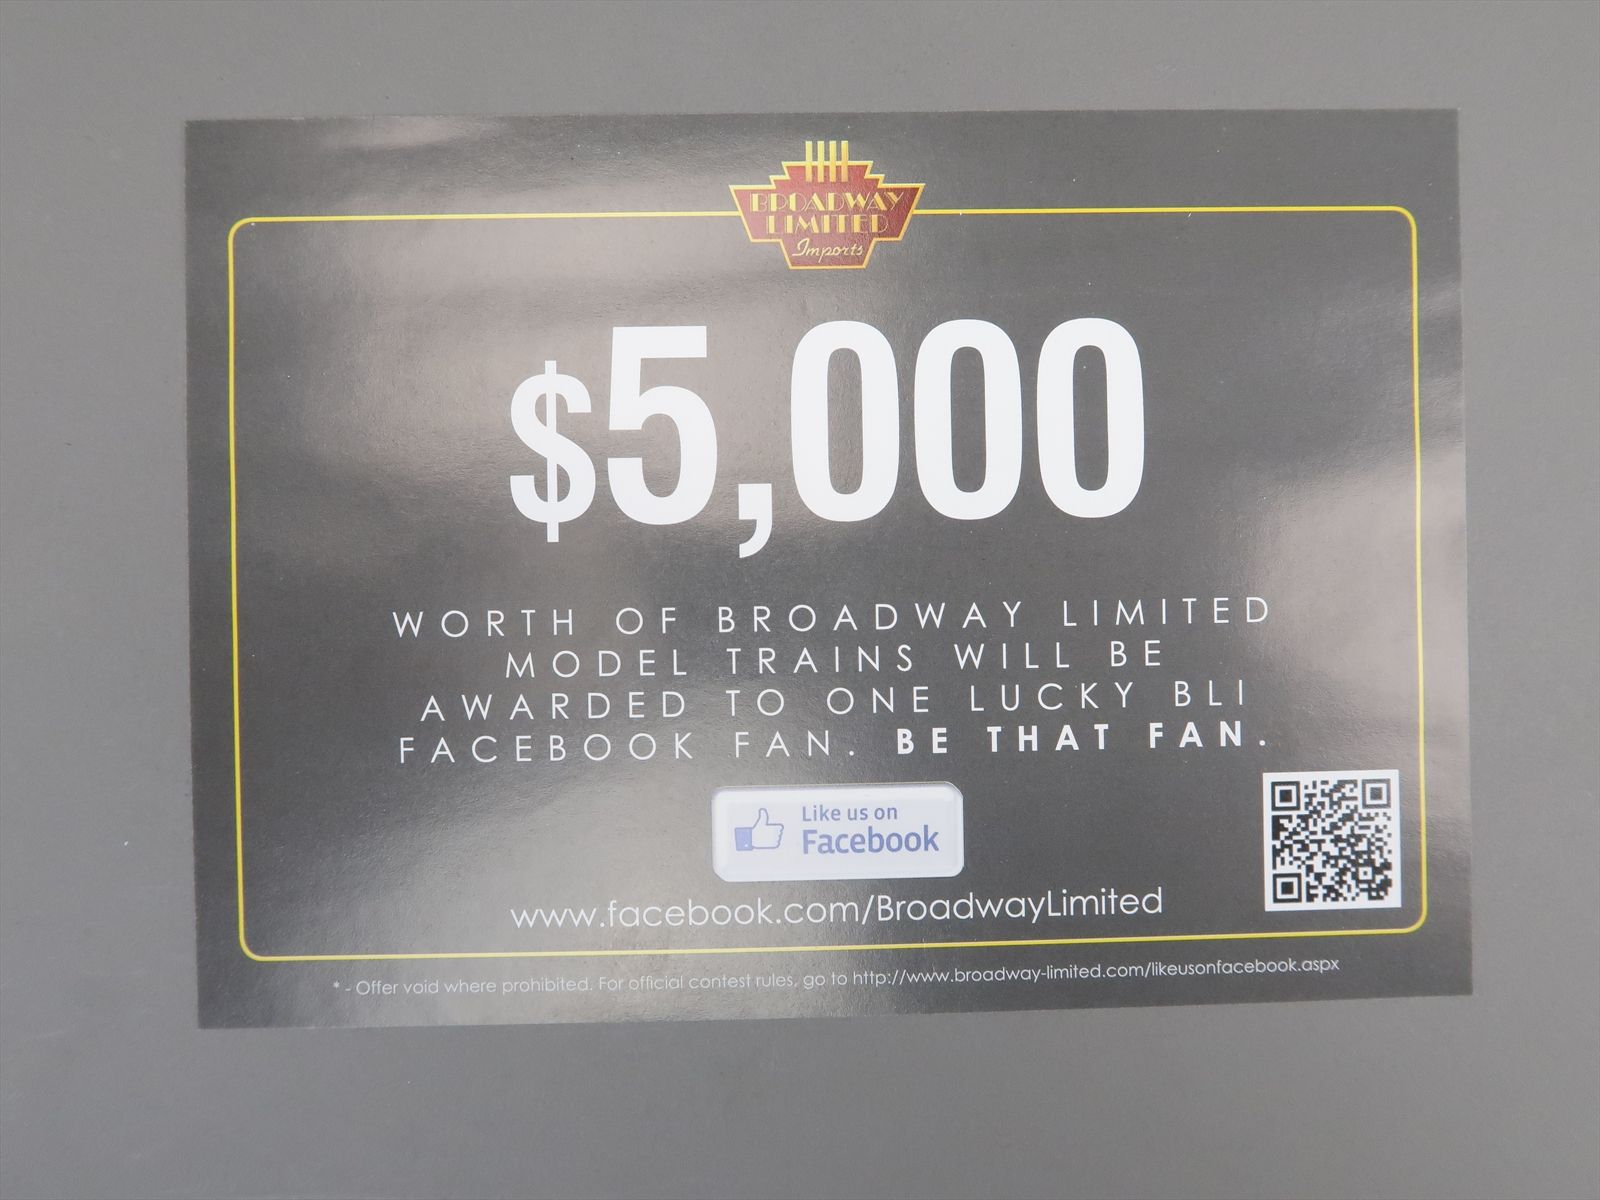 BROADWAY
LIMITED
Imports
$5,000
WORTH OF BROADWAY LIMITED
MODEL TRAINS WILL BE
AWARDED TO ONE LUCKY BLI
FACEBOOK FAN. BE THAT FAN.
Like us on
Facebook
www.facebook.com/BroadwayLimited
* - Offer void where prohibited. For official contest rules, go to http://www.broadway-limited.com/likeusonfacebook.aspx